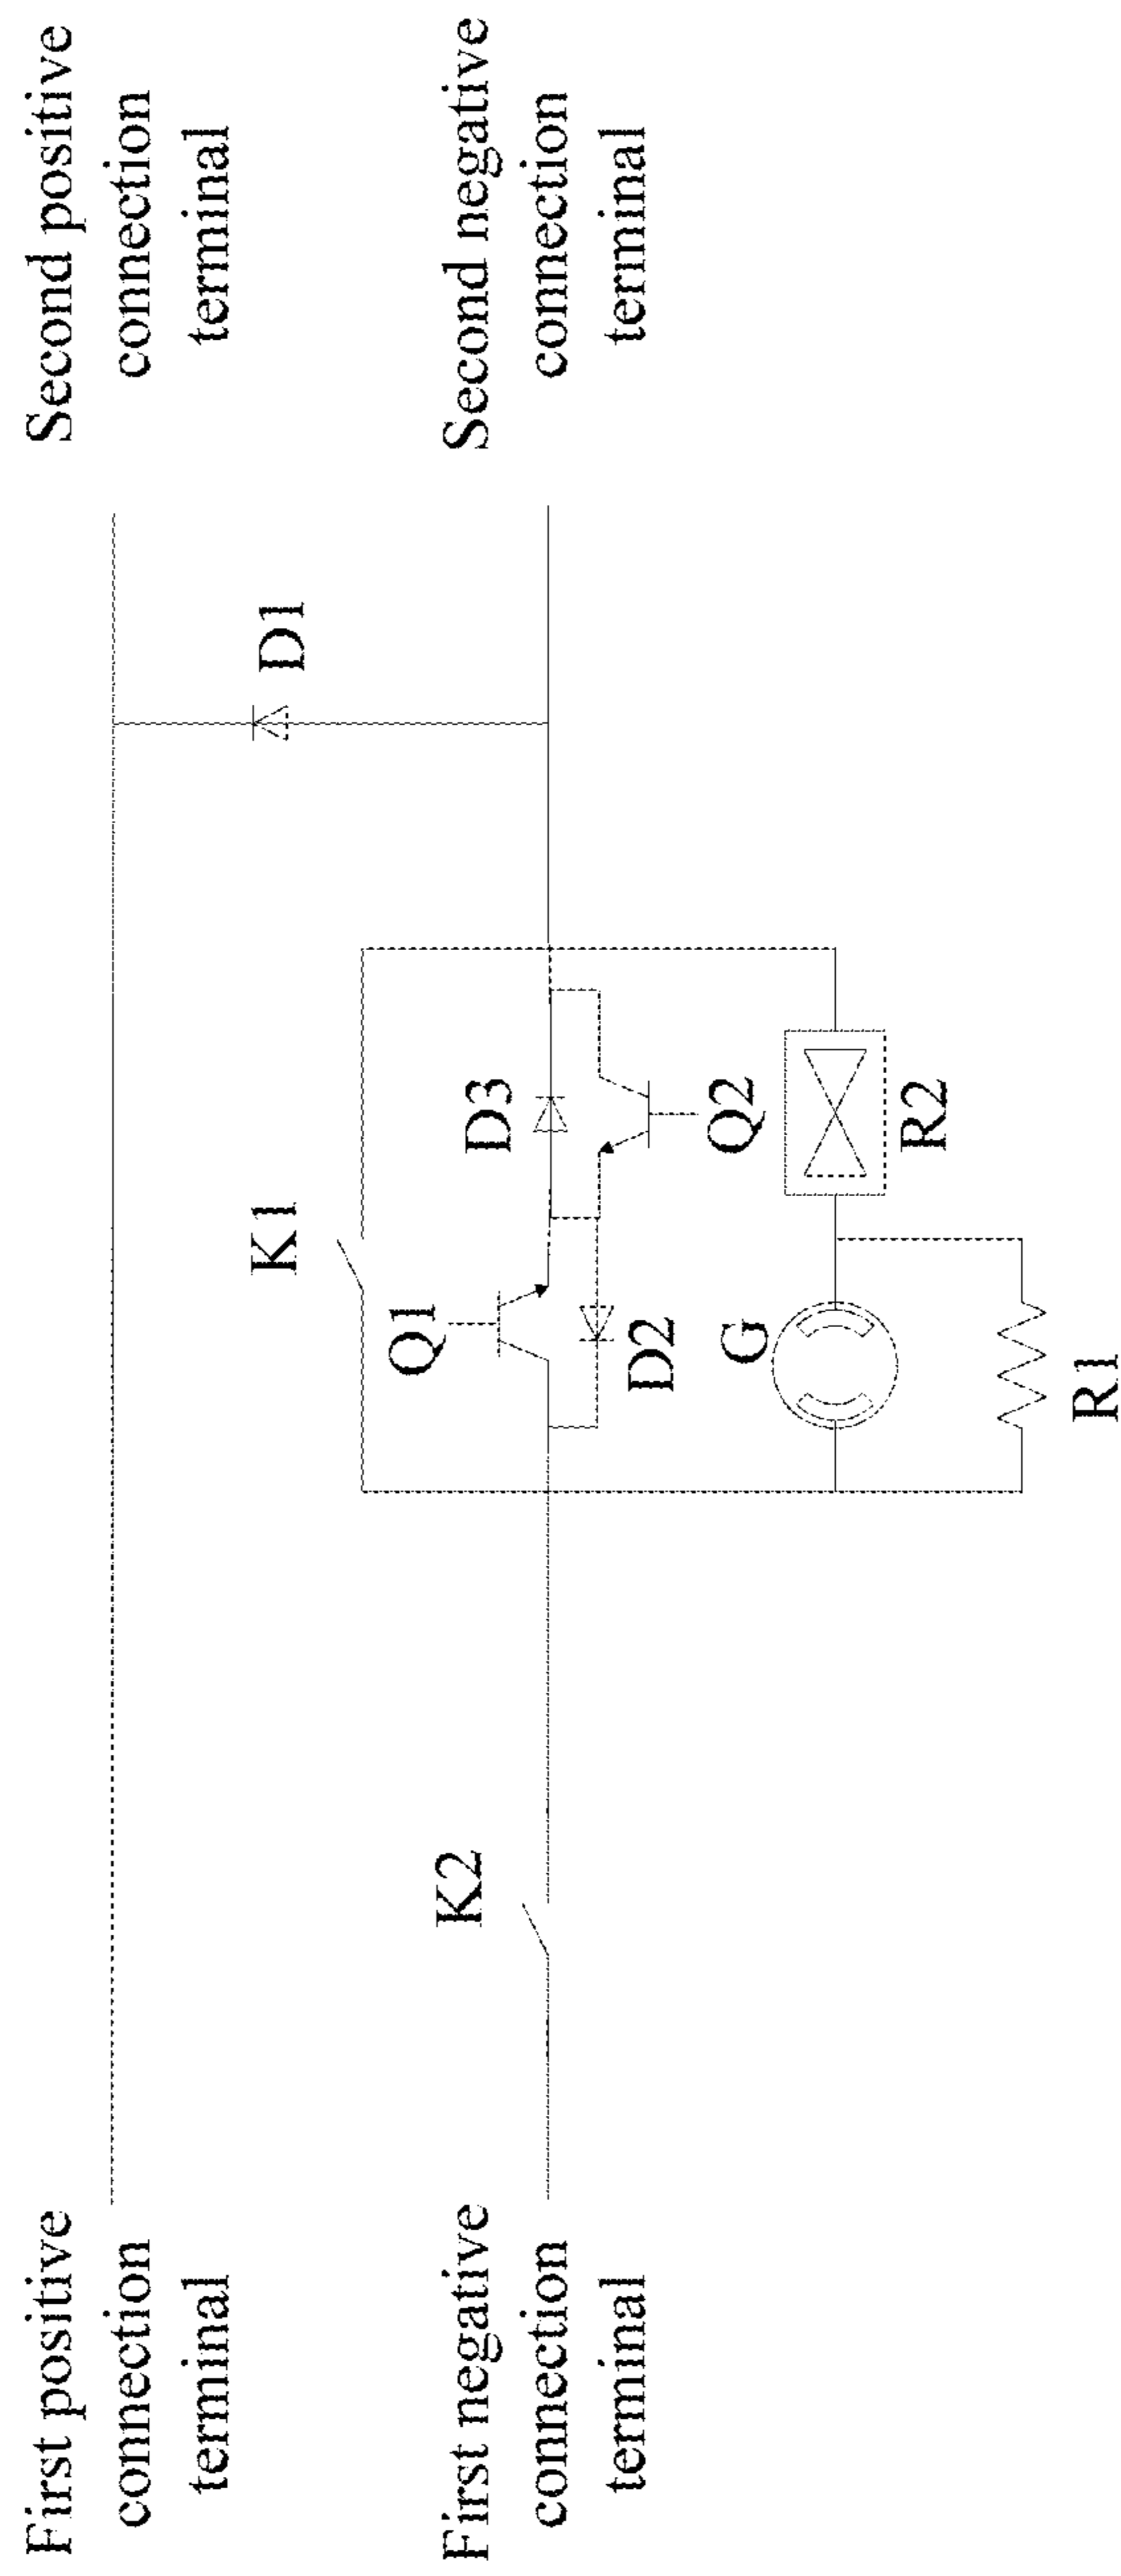 First positive
connection
terminal
Second positive
connection
terminal
D1
K1
Q1
D3
K2
First negative
connection
terminal
Second negative
connection
terminal
D2
Q2
G
R2
R1